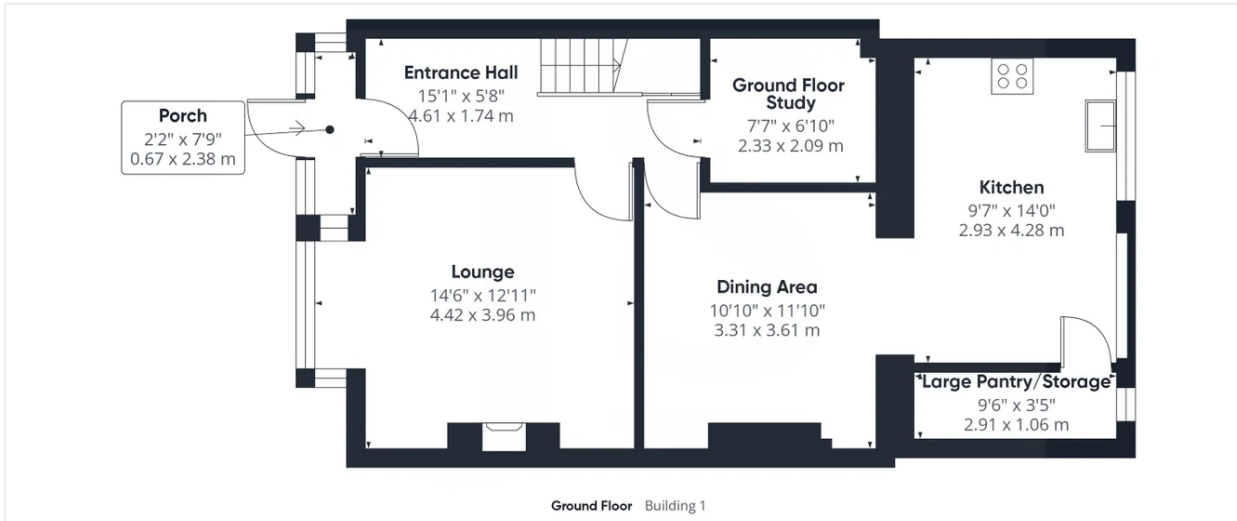 Porch
2'2" x 7'9"
0.67 x 2.38 m
Entrance Hall
15'1" x 5'8"
4.61 x 1.74 m
Ground Floor
Study
7'7" x 6'10"
2.33 x 2.09 m
Kitchen
9'7" x 14'0"
2.93 x 4.28 m
Lounge
14'6" x 12'11"
4.42 x 3.96 m
Dining Area
10'10" x 11'10"
3.31 x 3.61 m
Large Pantry/Storage
9'6" x 3'5"
2.91 x 1.06 m
Ground Floor Building 1